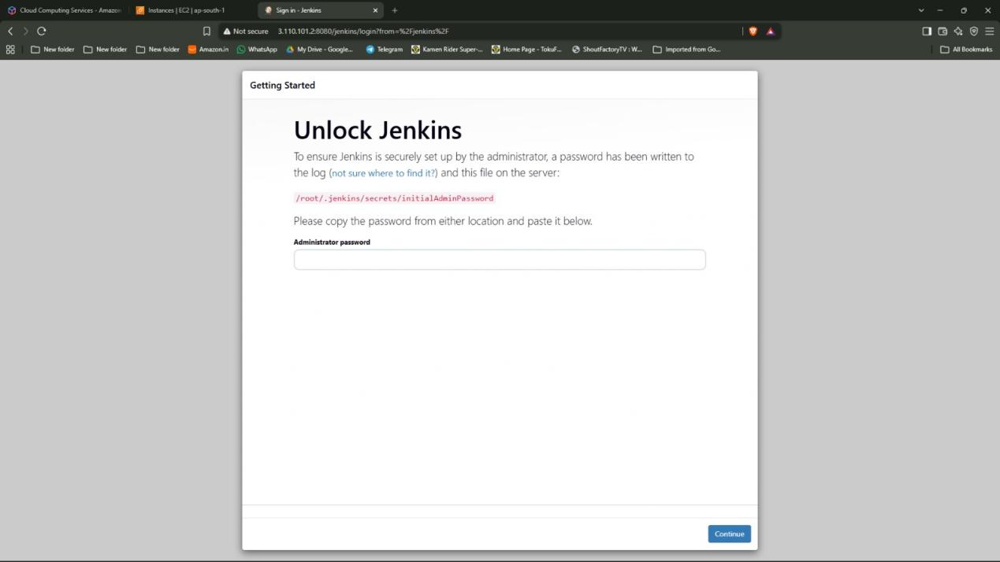 Cloud Computing Services - Amazon
Instances | EC2 | ap-south-1
Sign in - Jenkins
Not secure
3.110.101.2:8080/jenkins/login?from=%2Fjenkins%2F
New folder
New folder
New folder
Amazon.in
WhatsApp
My Drive - Google...
Telegram
Kamen Rider Super-...
Home Page - TokuF...
ShoutFactoryTV : W...
Imported from Go...
All Bookmarks
Getting Started
Unlock Jenkins
To ensure Jenkins is securely set up by the administrator, a password has been written to
the log (not sure where to find it?) and this file on the server:
/root/.jenkins/secrets/initialAdminPassword
Please copy the password from either location and paste it below.
Administrator password
Continue